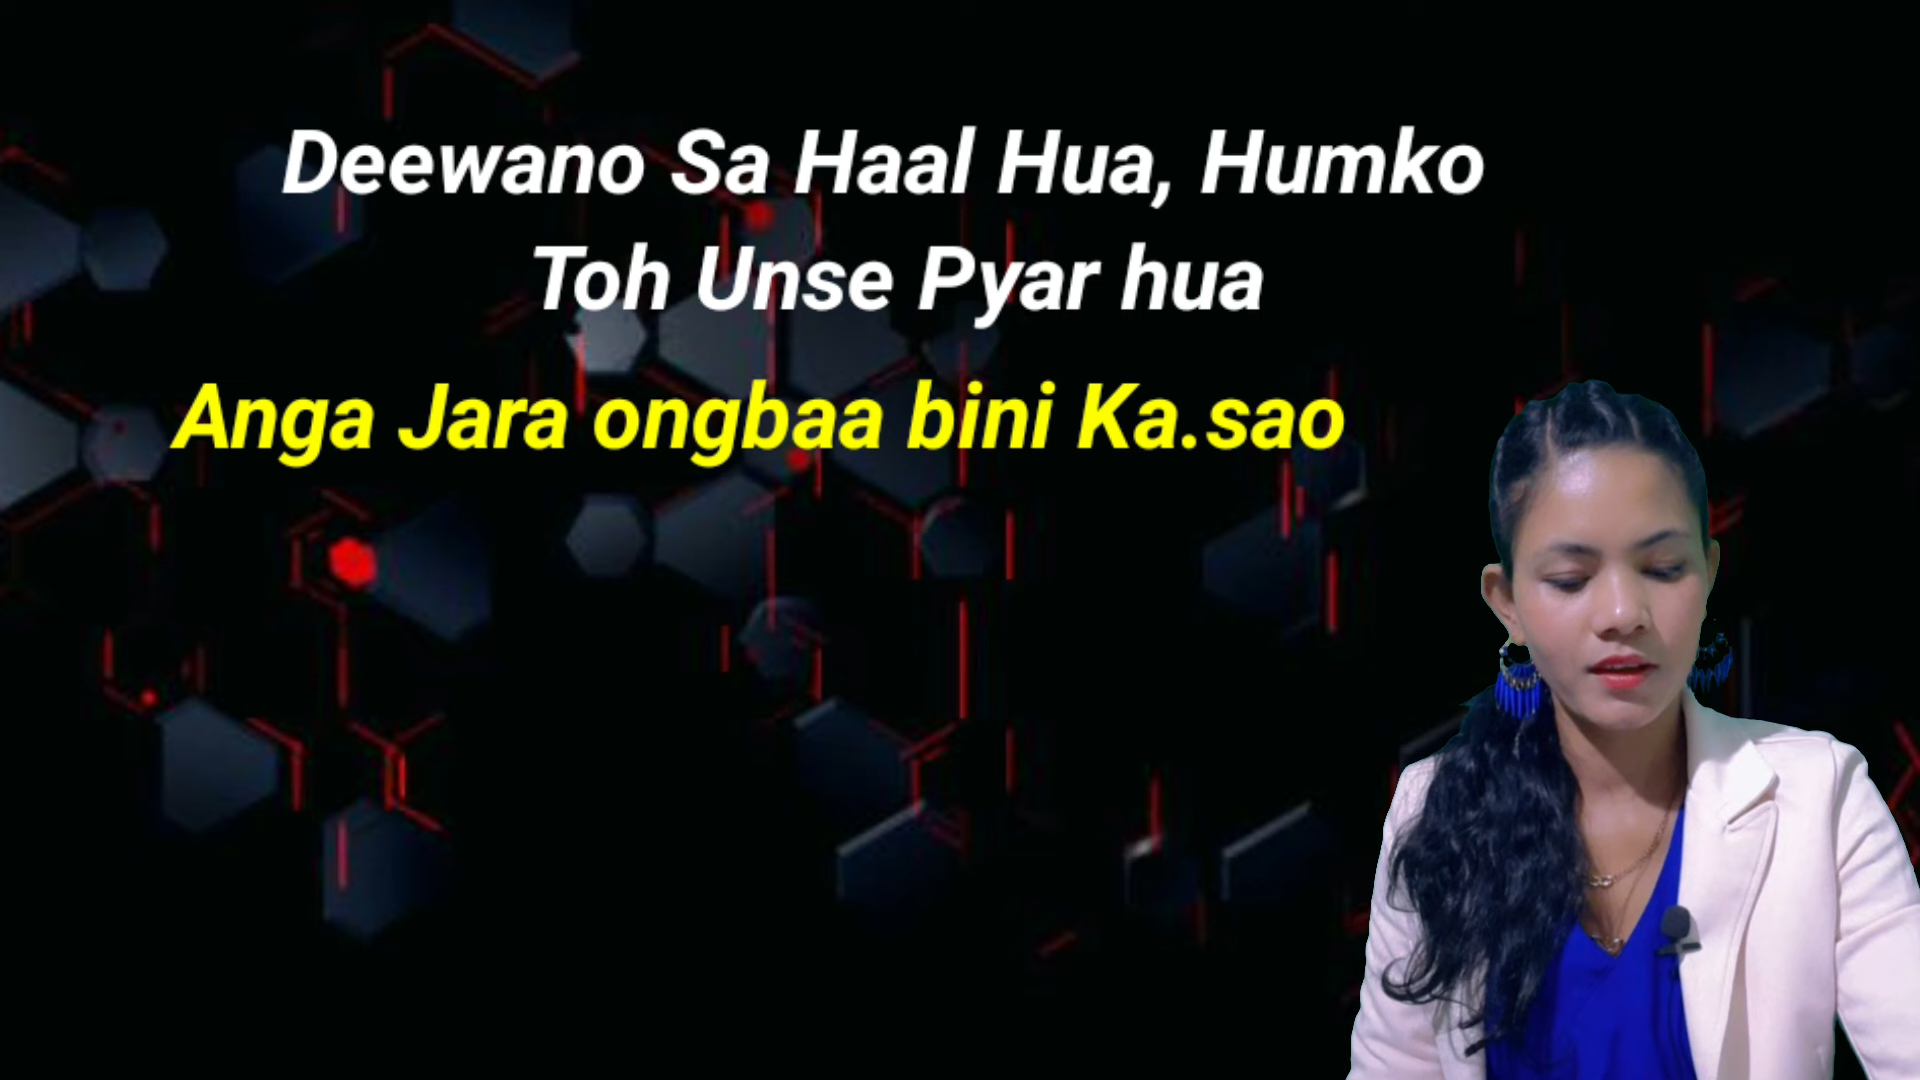 Deewano Sa Haal Hua, Humko
Toh Unse Pyar hua
Anga Jara ongbaa bini Ka.sao